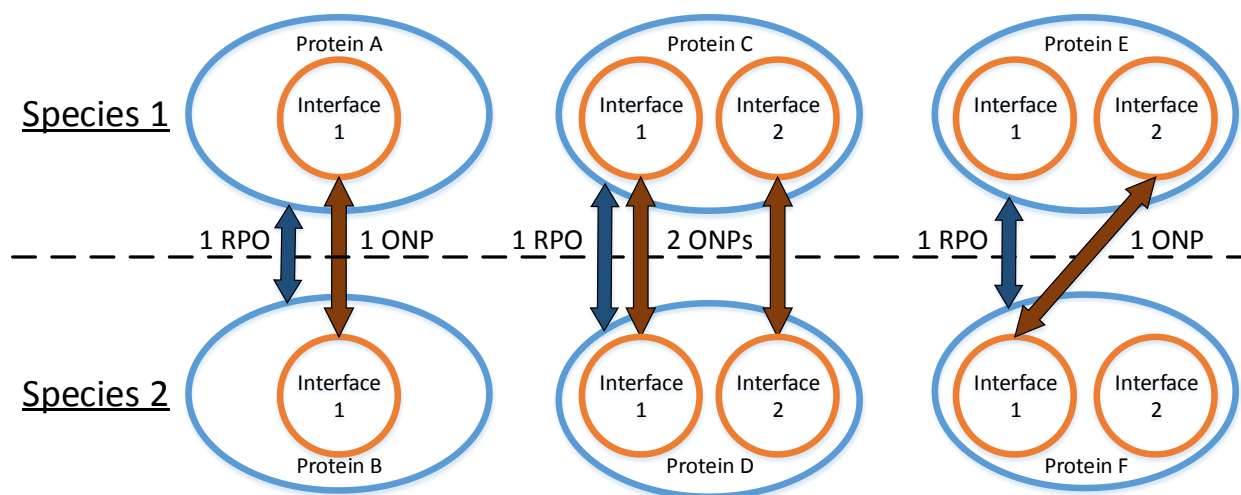 Species 1
Protein A
Interface
1
Protein C
Interface
1
Interface
2
Protein E
Interface
1
Interface
2
1 RPO
1 ONP
1 RPO
2 ONPs
1 RPO
1 ONP
Species 2
Interface
1
Protein B
Interface
1
Interface
2
Protein D
Interface
1
Interface
2
Protein F